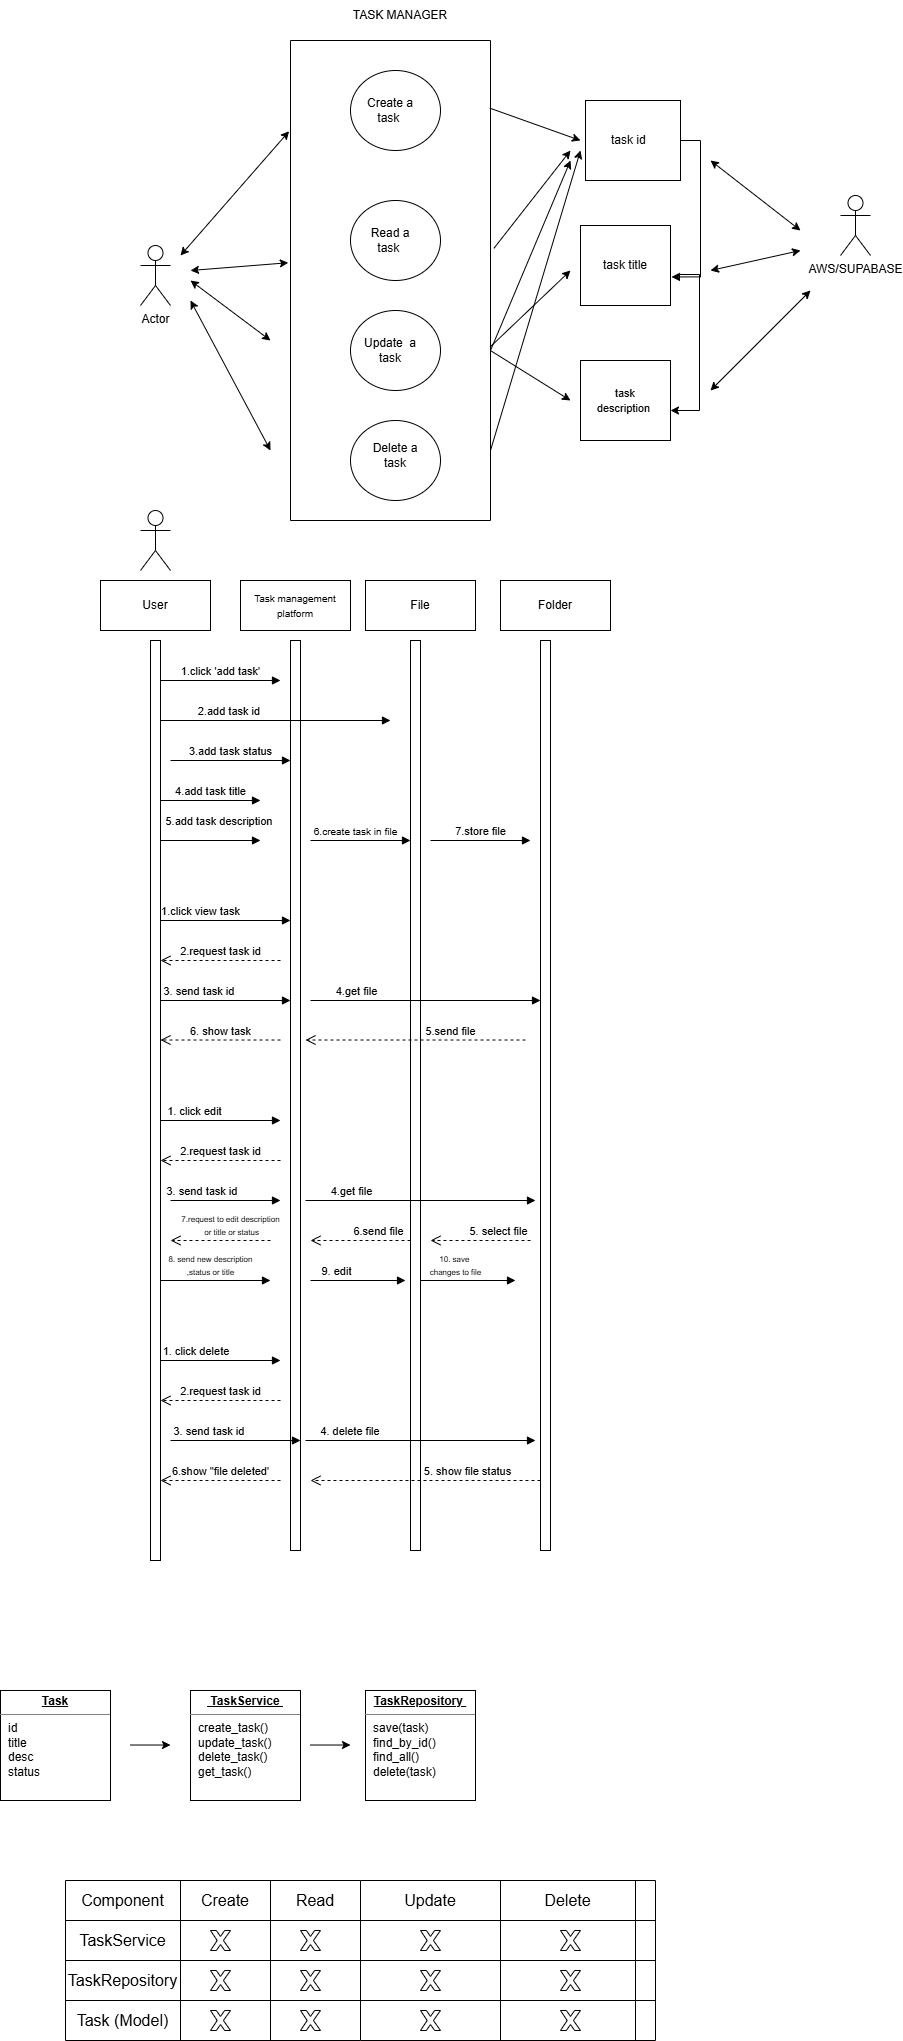 TASK MANAGER
Create a
task
Read a
task
Update a
task
Delete a
task
task id
task title
task
description
Actor
AWS/SUPABASE
User
Task management
platform
File
Folder
1.click 'add task'
2.add task id
3.add task status
4.add task title
5.add task description
6.create task in file
7.store file
1.click view task
2.request task id
3. send task id
4.get file
6. show task
5.send file
1. click edit
2.request task id
3. send task id
4.get file
7.request to edit description
or title or status
6.send file
5. select file
8. send new description
,status or title
9. edit
10. save
changes to file
1. click delete
2.request task id
3. send task id
4. delete file
6.show "file deleted'
5. show file status
Task
id
title
desc
status
TaskService
create_task()
update_task()
delete_task()
get_task()
TaskRepository
save(task)
find_by_id()
find_all()
delete(task)
Component Create Read Update Delete
TaskService X X X X
TaskRepository X X X X
Task (Model) X X X X